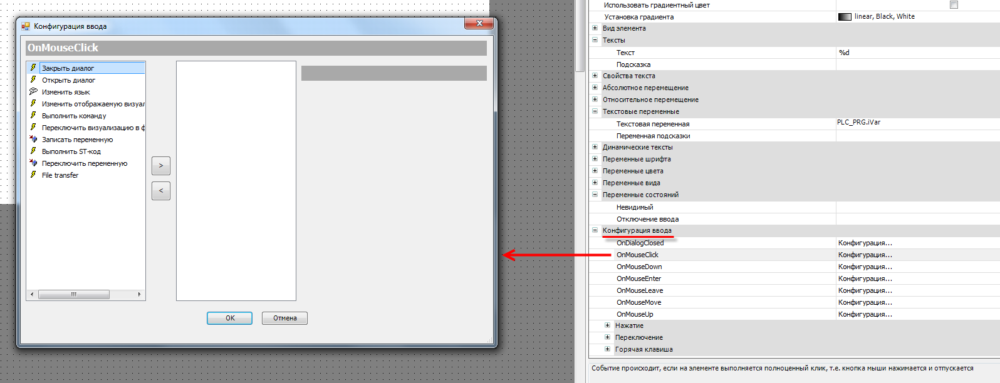 Конфигурация ввода
OnMouseClick
Закрыть диалог
Открыть диалог
Изменить язык
Изменить отображаемую визуал
Выполнить команду
Переключить визуализацию в ф
Записать переменную
Выполнить ST-код
Переключить переменную
File transfer
>
<
OK
Отмена
Использовать градиентный цвет
Установка градиента linear, Black, White
Вид элемента
Тексты
Текст %d
Подсказка
Свойства текста
Абсолютное перемещение
Относительное перемещение
Текстовые переменные
Текстовая переменная PLC_PRG.iVar
Переменная подсказки
Динамические тексты
Переменные шрифта
Переменные цвета
Переменные вида
Переменные состояний
Невидимый
Отключение ввода
Конфигурация ввода
OnDialogClosed Конфигурация...
OnMouseClick Конфигурация...
OnMouseDown Конфигурация...
OnMouseEnter Конфигурация...
OnMouseLeave Конфигурация...
OnMouseMove Конфигурация...
OnMouseUp Конфигурация...
Нажатие
Переключение
Горячая клавиша
Событие происходит, если на элементе выполняется полноценный клик, т.е. кнопка мыши нажимается и отпускается